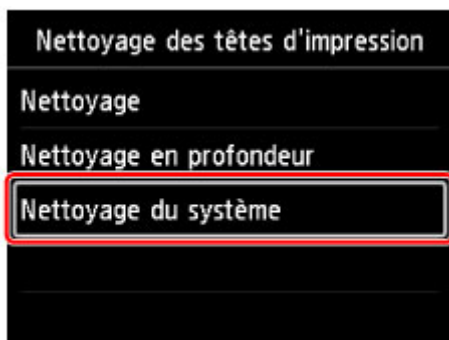 Nettoyage des têtes d'impression
Nettoyage
Nettoyage en profondeur
Nettoyage du système